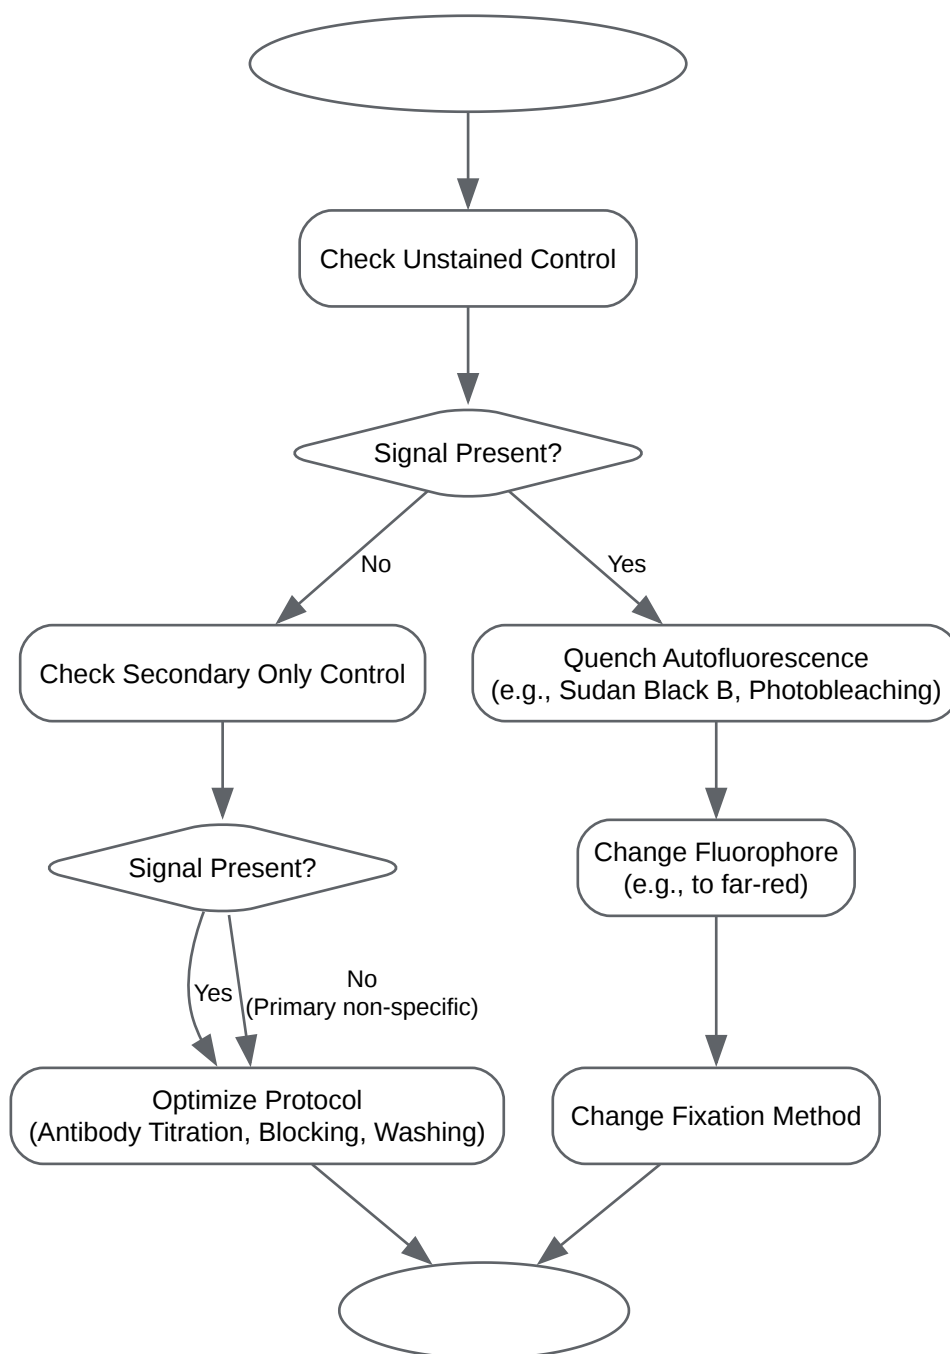 Check Unstained Control
Signal Present?
No
Yes
Check Secondary Only Control
Quench Autofluorescence
(e.g., Sudan Black B, Photobleaching)
Signal Present?
Change Fluorophore
(e.g., to far-red)
Yes
No
(Primary non-specific)
Optimize Protocol
(Antibody Titration, Blocking, Washing)
Change Fixation Method